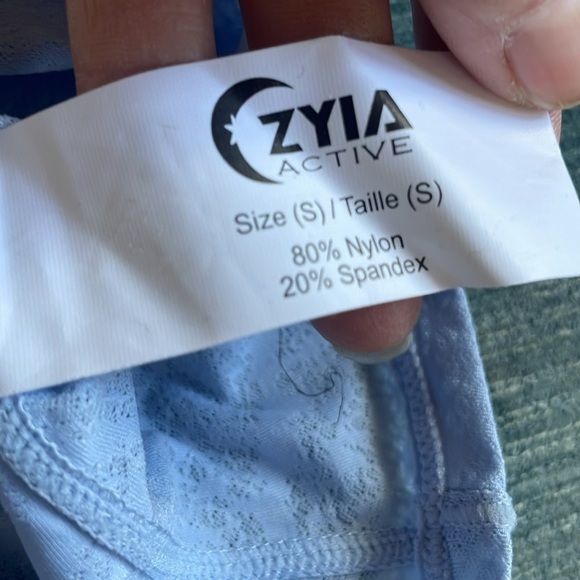 ZYIA
ACTIVE
Size (S) / Taille (S)
80% Nylon
20% Spandex